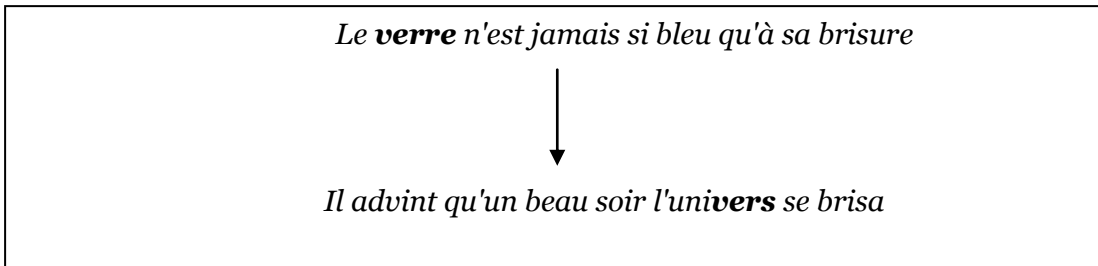 Le verre n'est jamais si bleu qu'à sa brisure
Il advint qu'un beau soir l'univers se brisa